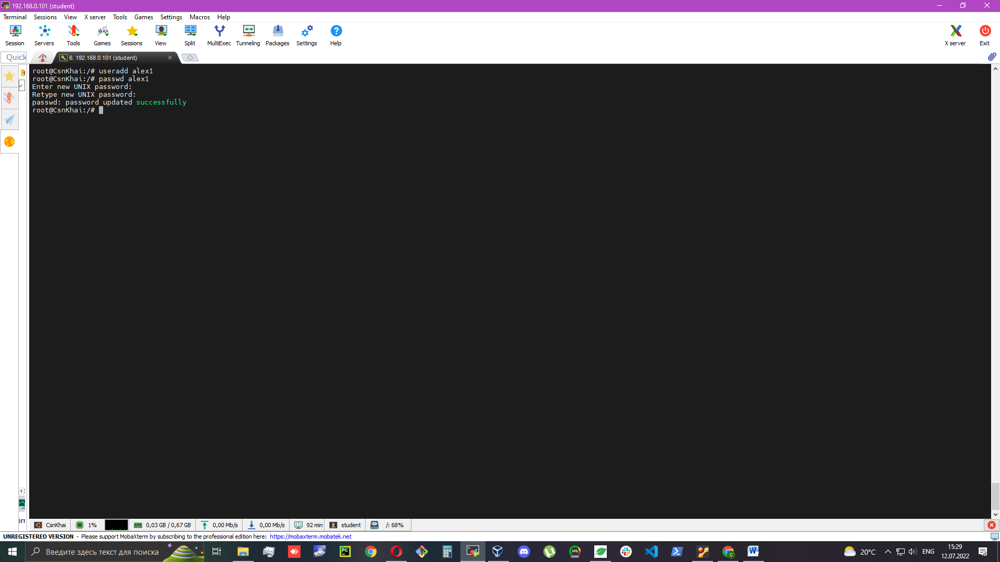 192.168.0.101 (student)
Terminal Sessions View X server Tools Games Settings Macros Help
Session Servers Tools Games Sessions View Split MultiExec Tunneling Packages Settings Help X server Exit
Quick 6. 192.168.0.101 (student)
root@CsnKhai:/# useradd alex1
root@CsnKhai:/# passwd alex1
Enter new UNIX password:
Retype new UNIX password:
passwd: password updated successfully
root@CsnKhai:/#
CsnKhai 1% 0,03 GB / 0,67 GB 0,00 Mb/s 0,00 Mb/s 92 min student /: 68%
UNREGISTERED VERSION - Please support MobaXterm by subscribing to the professional edition here: https://mobaxterm.mobatek.net
Введите здесь текст для поиска 20°C ENG 15:29
12.07.2022